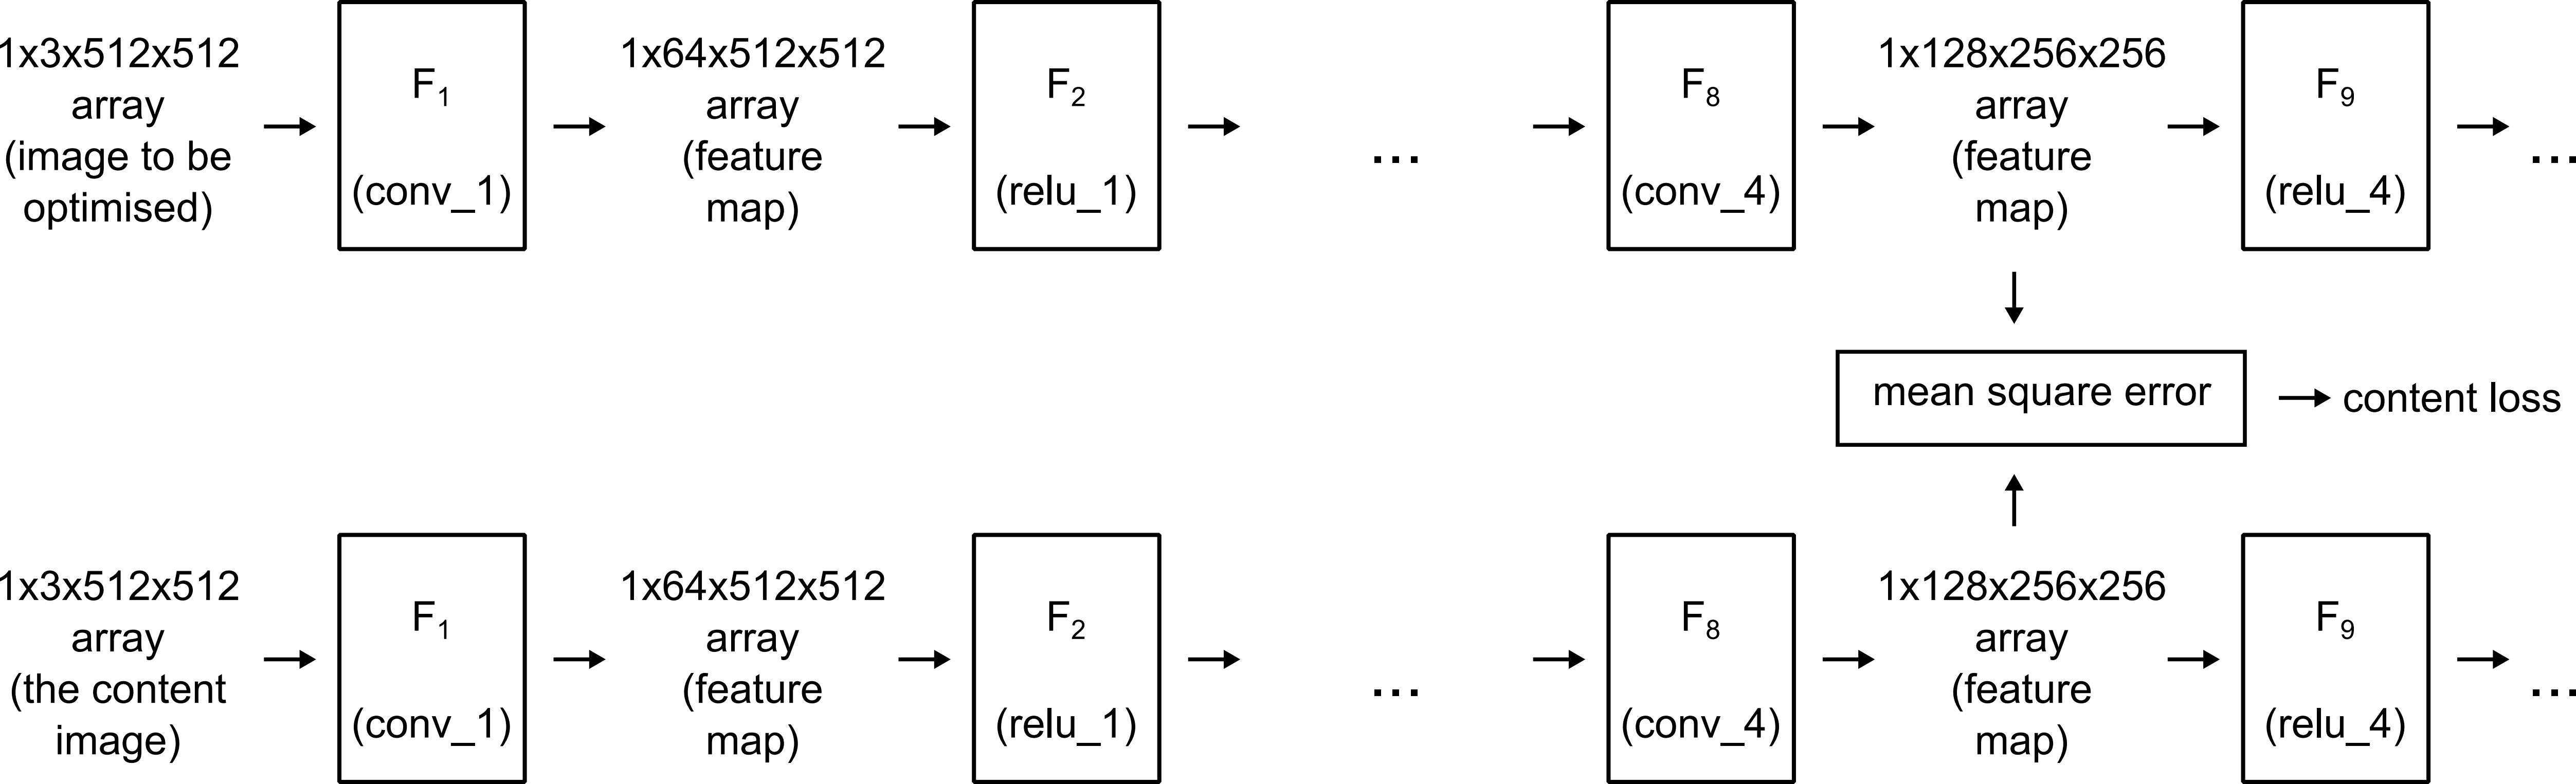 1x3x512x512
array
(image to be
optimised)
F₁
(conv_1)
1x64x512x512
array
(feature
map)
F₂
(relu_1)
...
F₈
(conv_4)
1x128x256x256
array
(feature
map)
F₉
(relu_4)
...
mean square error
content loss
1x3x512x512
array
(the content
image)
F₁
(conv_1)
1x64x512x512
array
(feature
map)
F₂
(relu_1)
...
F₈
(conv_4)
1x128x256x256
array
(feature
map)
F₉
(relu_4)
...